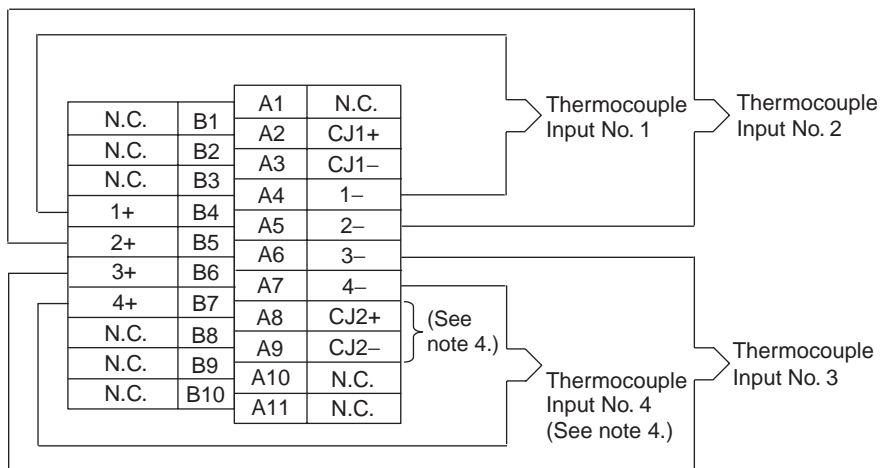 A1 N.C.
N.C. B1
A2 CJ1+
N.C. B2
A3 CJ1−
N.C. B3
A4 1−
1+ B4
A5 2−
2+ B5
A6 3−
3+ B6
A7 4−
4+ B7
A8 CJ2+
N.C. B8
A9 CJ2−
N.C. B9
A10 N.C.
N.C. B10
A11 N.C.
(See
note 4.)
Thermocouple
Input No. 1
Thermocouple
Input No. 2
Thermocouple
Input No. 4
(See note 4.)
Thermocouple
Input No. 3